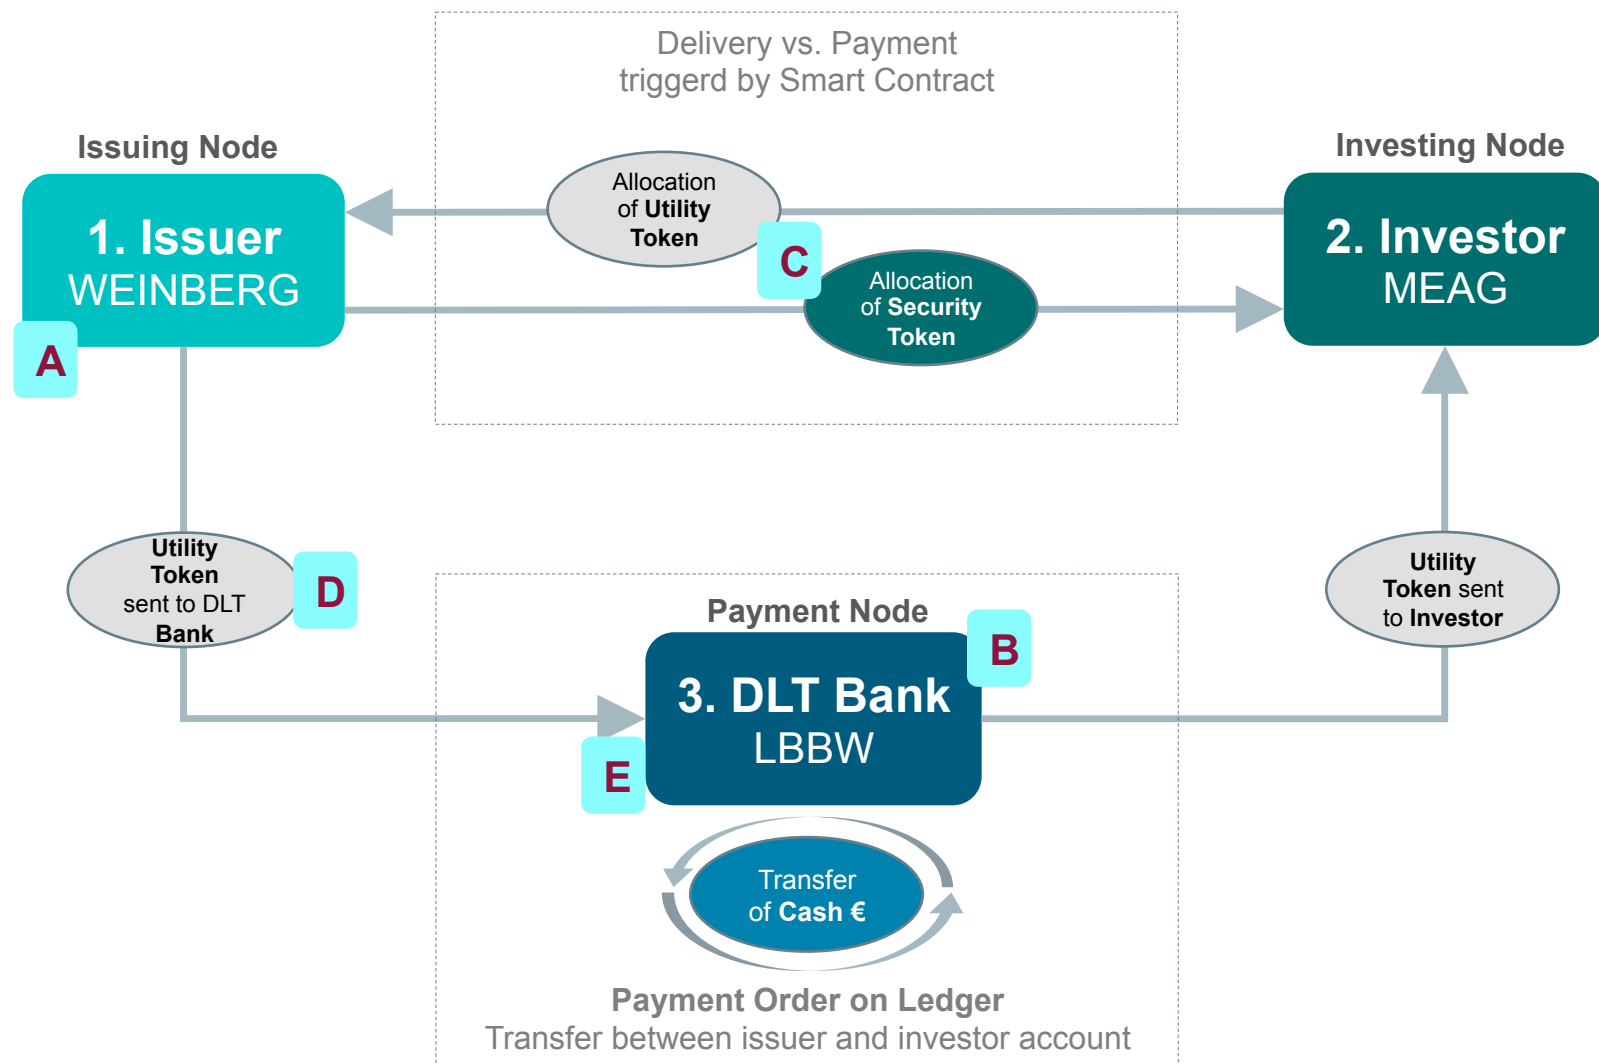 Delivery vs. Payment
triggerd by Smart Contract
Issuing Node
Investing Node
1. Issuer
WEINBERG
A
Allocation
of Utility
Token
C
Allocation
of Security
Token
2. Investor
MEAG
Utility
Token
sent to DLT
Bank
D
Utility
Token sent
to Investor
Payment Node
B
3. DLT Bank
LBBW
E
Transfer
of Cash €
Payment Order on Ledger
Transfer between issuer and investor account